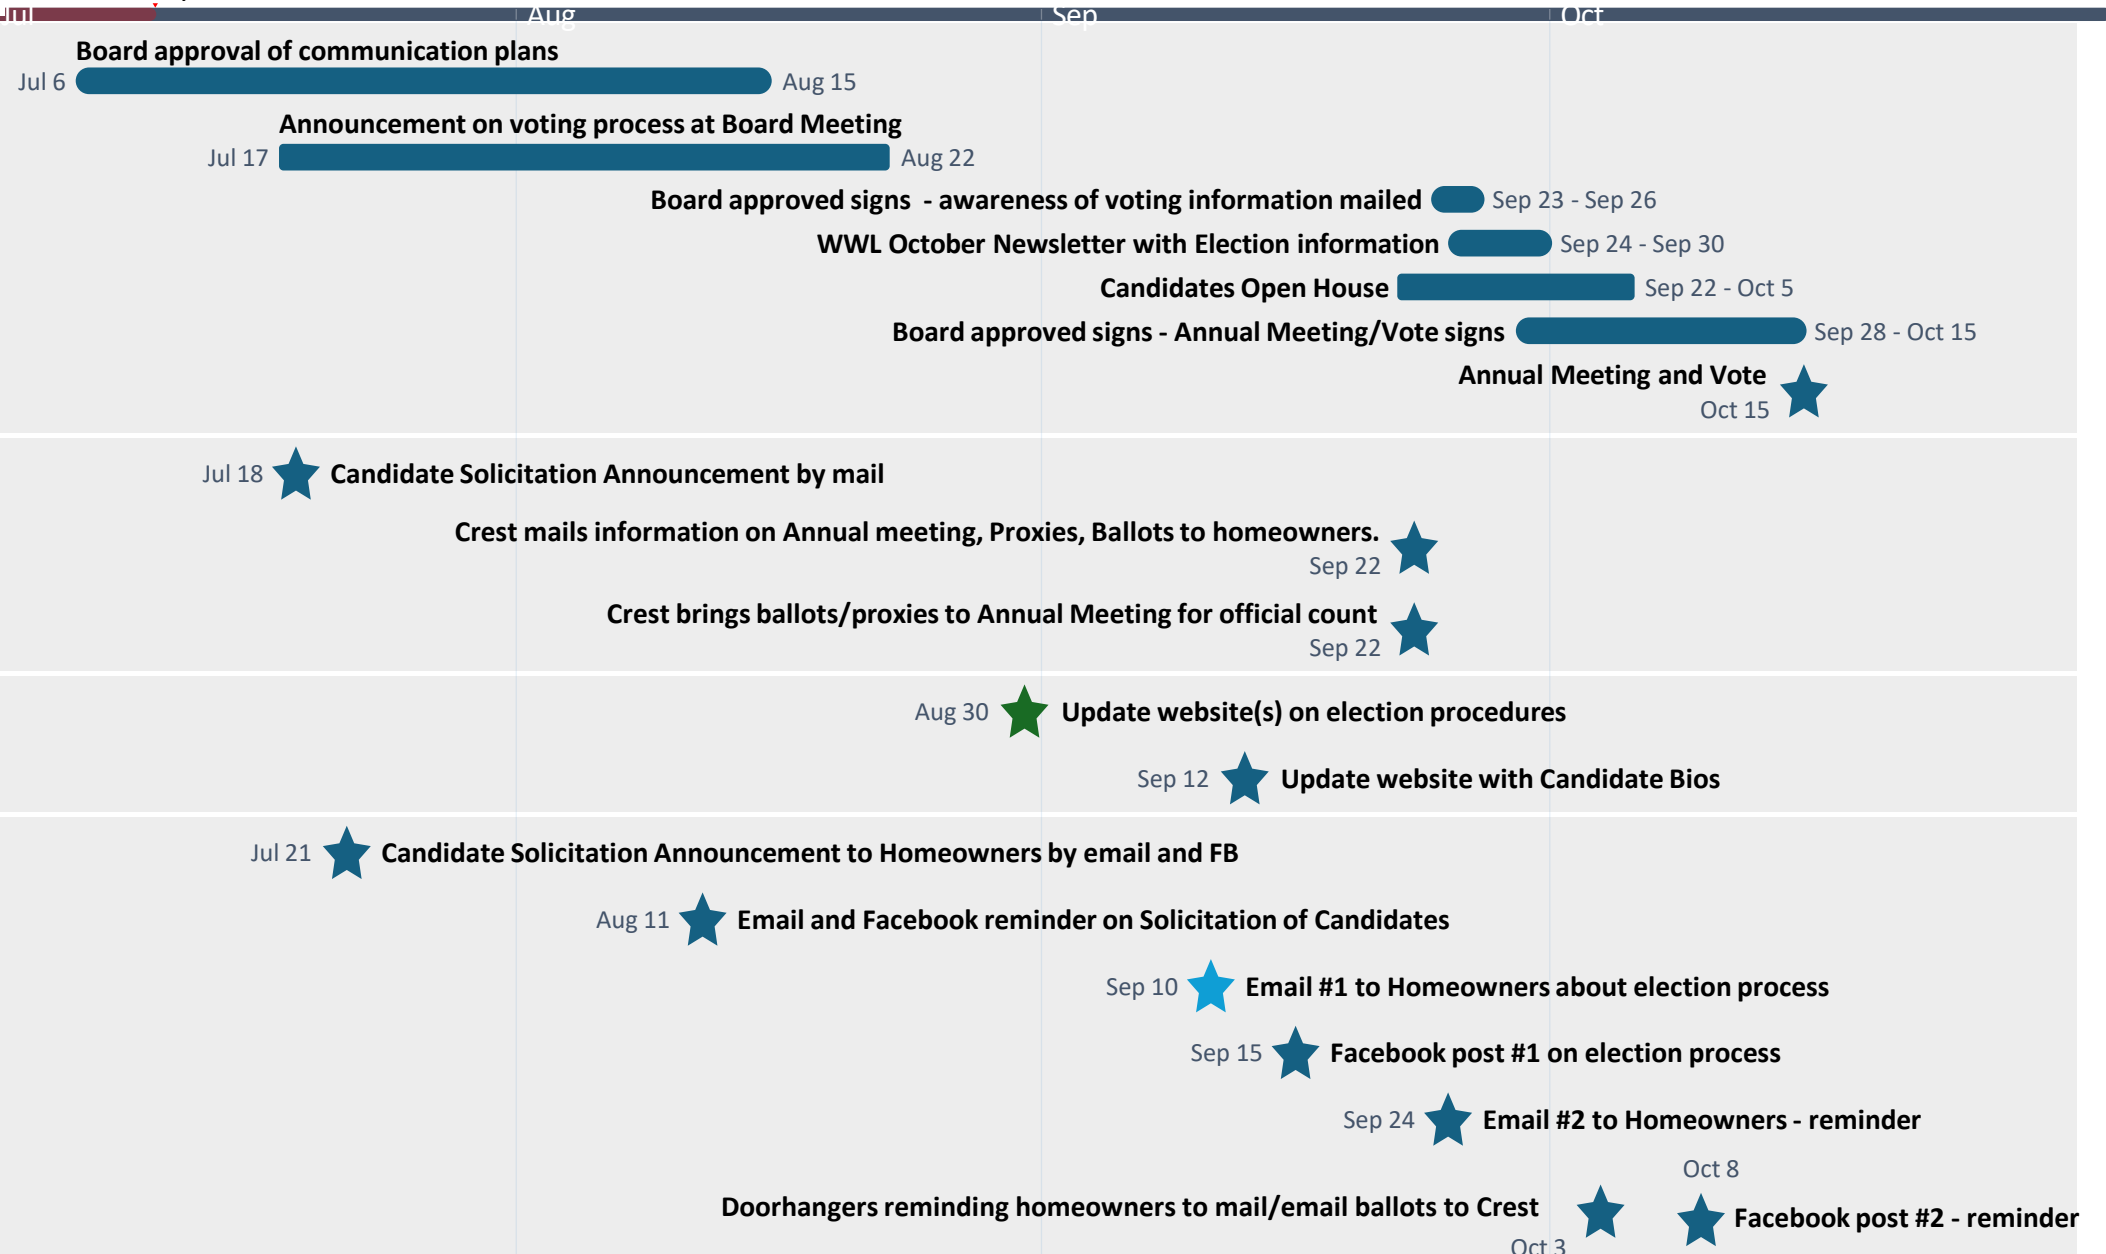 Jul Aug Sep Oct
Board approval of communication plans
Jul 6 Aug 15
Announcement on voting process at Board Meeting
Jul 17 Aug 22
Board approved signs - awareness of voting information mailed Sep 23 - Sep 26
WWL October Newsletter with Election information Sep 24 - Sep 30
Candidates Open House Sep 22 - Oct 5
Board approved signs - Annual Meeting/Vote signs Sep 28 - Oct 15
Annual Meeting and Vote
Oct 15
Jul 18 Candidate Solicitation Announcement by mail
Crest mails information on Annual meeting, Proxies, Ballots to homeowners.
Sep 22
Crest brings ballots/proxies to Annual Meeting for official count
Sep 22
Aug 30 Update website(s) on election procedures
Sep 12 Update website with Candidate Bios
Jul 21 Candidate Solicitation Announcement to Homeowners by email and FB
Aug 11 Email and Facebook reminder on Solicitation of Candidates
Sep 10 Email #1 to Homeowners about election process
Sep 15 Facebook post #1 on election process
Sep 24 Email #2 to Homeowners - reminder
Oct 8
Doorhangers reminding homeowners to mail/email ballots to Crest
Facebook post #2 - reminder
Oct 3